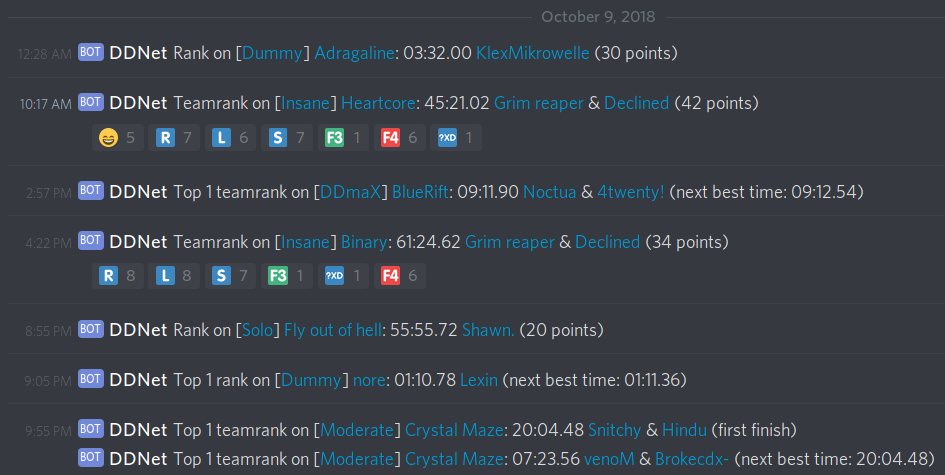 October 9, 2018
12:28 AM BOT DDNet Rank on [Dummy] Adragaline: 03:32.00 KlexMikrowelle (30 points)
10:17 AM BOT DDNet Teamrank on [Insane] Heartcore: 45:21.02 Grim reaper & Declined (42 points)
5 R 7 L 6 S 7 F3 1 F4 6 ?XD 1
2:57 PM BOT DDNet Top 1 teamrank on [DDmaX] BlueRift: 09:11.90 Noctua & 4twenty! (next best time: 09:12.54)
4:22 PM BOT DDNet Teamrank on [Insane] Binary: 61:24.62 Grim reaper & Declined (34 points)
R 8 L 8 S 7 F3 1 ?XD 1 F4 6
8:55 PM BOT DDNet Rank on [Solo] Fly out of hell: 55:55.72 Shawn. (20 points)
9:05 PM BOT DDNet Top 1 rank on [Dummy] nore: 01:10.78 Lexin (next best time: 01:11.36)
9:55 PM BOT DDNet Top 1 teamrank on [Moderate] Crystal Maze: 20:04.48 Snitchy & Hindu (first finish)
BOT DDNet Top 1 teamrank on [Moderate] Crystal Maze: 07:23.56 venoM & Brokecdx- (next best time: 20:04.48)